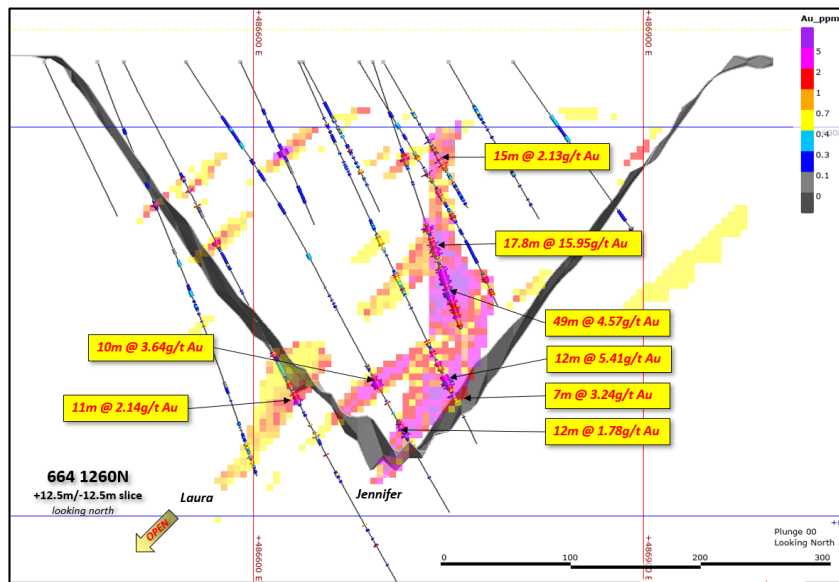 Au_ppm
+486600 E
+486900 E
5
2
1
0.7
0.4
0.3
0.1
0
15m @ 2.13g/t Au
17.8m @ 15.95g/t Au
49m @ 4.57g/t Au
10m @ 3.64g/t Au
12m @ 5.41g/t Au
7m @ 3.24g/t Au
11m @ 2.14g/t Au
12m @ 1.78g/t Au
664 1260N
+12.5m/-12.5m slice
looking north
Laura
Jennifer
OPEN
Plunge 00
Looking North
0
100
200
300
+486600 E
+486900 E